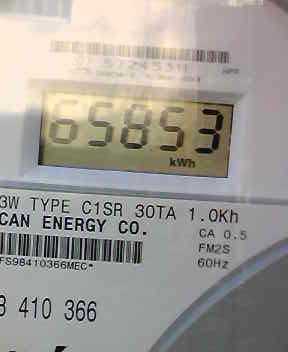 65853
kWh
3W TYPE C1SR 30TA 1.0Kh
CAN ENERGY CO.
CA 0.5
FM2S
60Hz
FS98410366MEC*
8 410 366